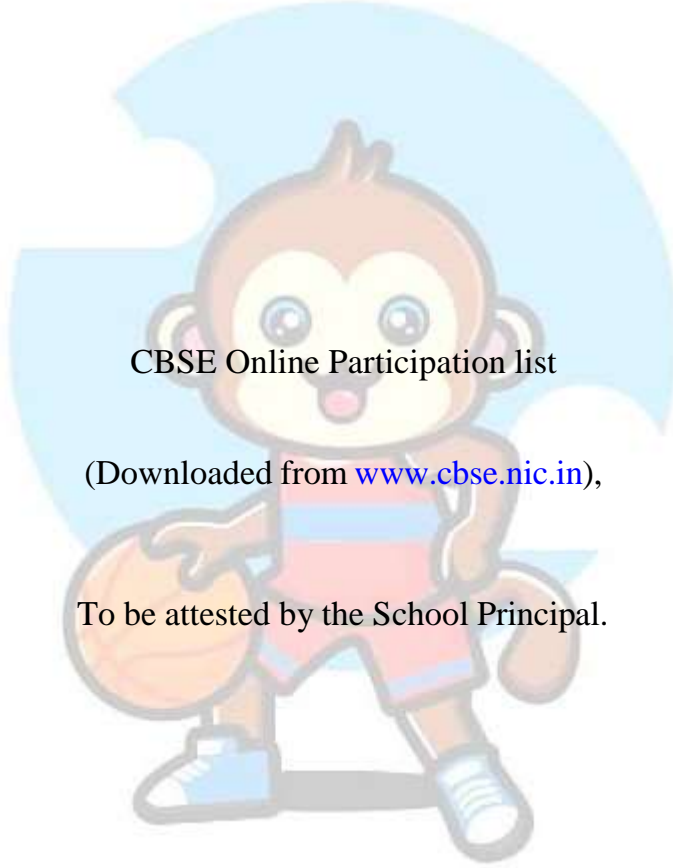 CBSE Online Participation list
(Downloaded from www.cbse.nic.in),
To be attested by the School Principal.